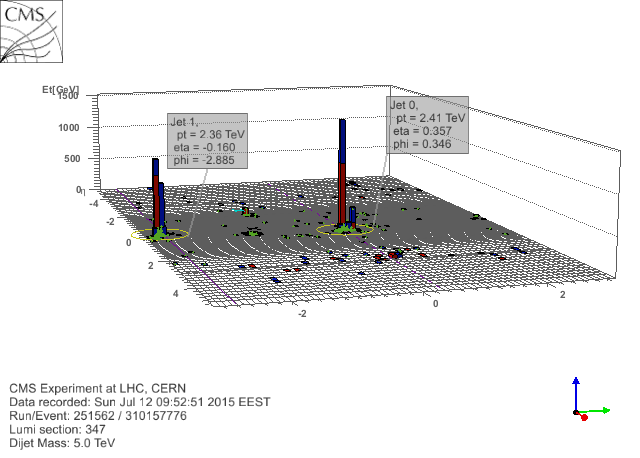 CMS
Et[GeV]
1500
1000
500
0
-4
-2
0
2
4
-2
0
2
Jet 1,
pt = 2.36 TeV
eta = -0.160
phi = -2.885
Jet 0,
pt = 2.41 TeV
eta = 0.357
phi = 0.346
CMS Experiment at LHC, CERN
Data recorded: Sun Jul 12 09:52:51 2015 EEST
Run/Event: 251562 / 310157776
Lumi section: 347
Dijet Mass: 5.0 TeV